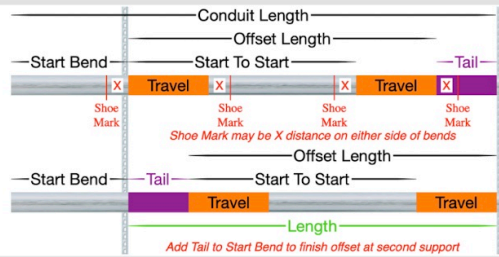 Conduit Length
Offset Length
Start Bend Start To Start Tail
X Travel X X Travel X
Shoe Mark Shoe Mark Shoe Mark Shoe Mark
Shoe Mark may be X distance on either side of bends
Offset Length
Start Bend Tail Start To Start
Travel Travel
Length
Add Tail to Start Bend to finish offset at second support